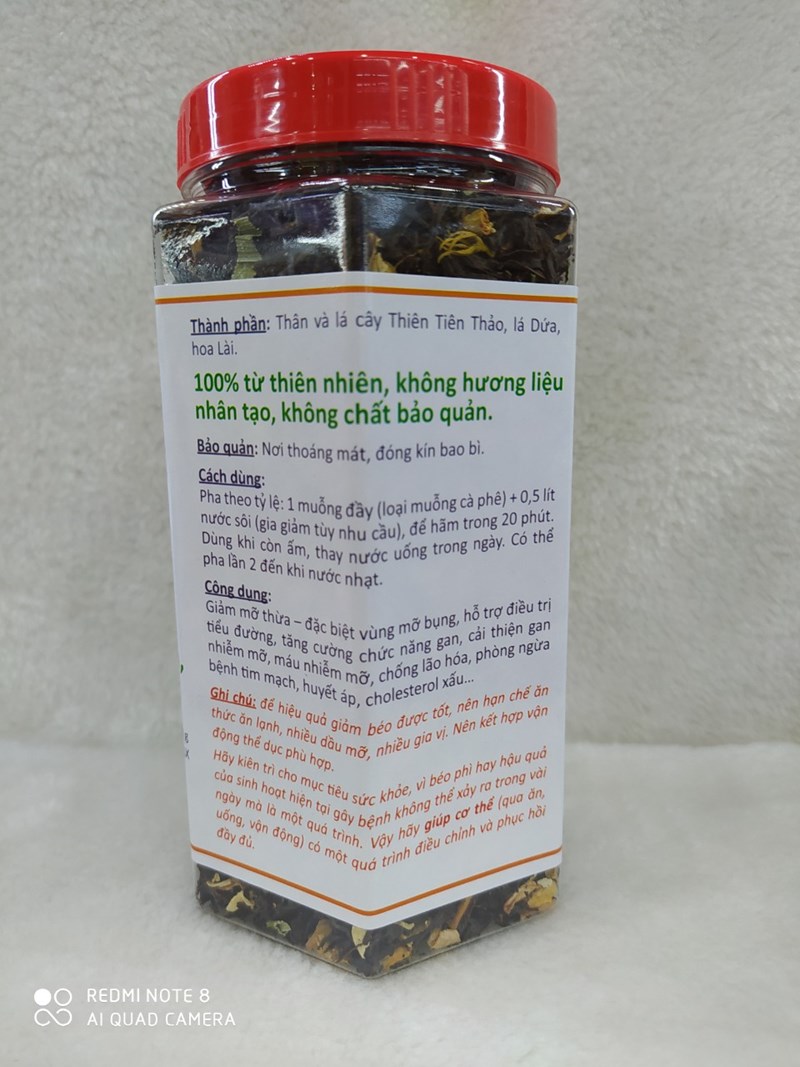 Thành phần: Thân và lá cây Thiên Tiên Thảo, lá Dứa,
hoa Lài.
100% từ thiên nhiên, không hương liệu
nhân tạo, không chất bảo quản.
Bảo quản: Nơi thoáng mát, đóng kín bao bì.
Cách dùng:
Pha theo tỷ lệ: 1 muỗng đầy (loại muỗng cà phê) + 0,5 lít
nước sôi (gia giảm tùy nhu cầu), để hãm trong 20 phút.
Dùng khi còn ấm, thay nước uống trong ngày. Có thể
pha lần 2 đến khi nước nhạt.
Công dụng:
Giảm mỡ thừa – đặc biệt vùng mỡ bụng, hỗ trợ điều trị
tiểu đường, tăng cường chức năng gan, cải thiện gan
nhiễm mỡ, máu nhiễm mỡ, chống lão hóa, phòng ngừa
bệnh tim mạch, huyết áp, cholesterol xấu...
Ghi chú: để hiệu quả giảm béo được tốt, nên hạn chế ăn
thức ăn lạnh, nhiều dầu mỡ, nhiều gia vị. Nên kết hợp vận
động thể dục phù hợp.
Hãy kiên trì cho mục tiêu sức khỏe, vì béo phì hay hậu quả
của sinh hoạt hiện tại gây bệnh không thể xảy ra trong vài
ngày mà là một quá trình. Vậy hãy giúp cơ thể (qua ăn,
uống, vận động) có một quá trình điều chỉnh và phục hồi
đầy đủ.
REDMI NOTE 8
AI QUAD CAMERA